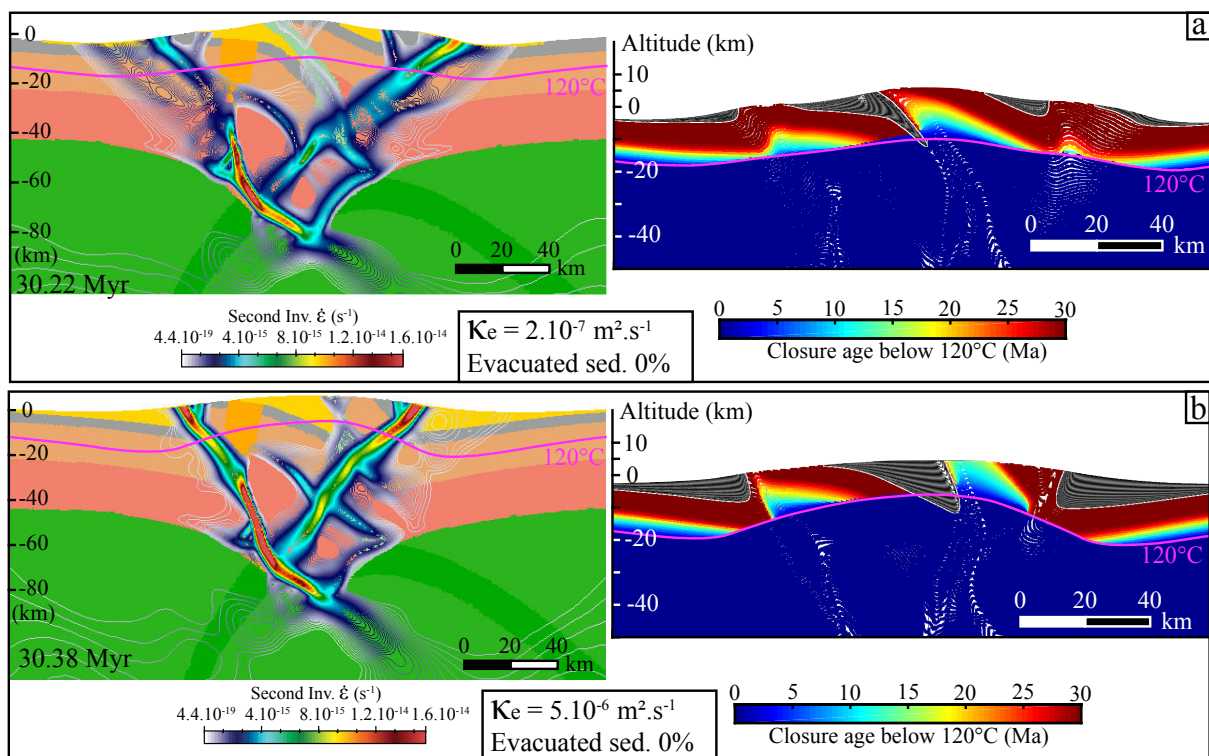 a
0
-20
-40
-60
-80
(km)
30.22 Myr
120°C
0 20 40
km
Altitude (km)
10
5
0
-20
-40
120°C
0 20 40
km
Second Inv. ε̇ (s⁻¹)
4.4.10⁻¹⁹ 4.10⁻¹⁵ 8.10⁻¹⁵ 1.2.10⁻¹⁴ 1.6.10⁻¹⁴
κe = 2.10⁻⁷ m².s⁻¹
Evacuated sed. 0%
0 5 10 15 20 25 30
Closure age below 120°C (Ma)
b
0
-20
-40
-60
-80
(km)
30.38 Myr
120°C
0 20 40
km
Altitude (km)
10
5
0
-20
-40
120°C
0 20 40
km
Second Inv. ε̇ (s⁻¹)
4.4.10⁻¹⁹ 4.10⁻¹⁵ 8.10⁻¹⁵ 1.2.10⁻¹⁴ 1.6.10⁻¹⁴
κe = 5.10⁻⁶ m².s⁻¹
Evacuated sed. 0%
0 5 10 15 20 25 30
Closure age below 120°C (Ma)